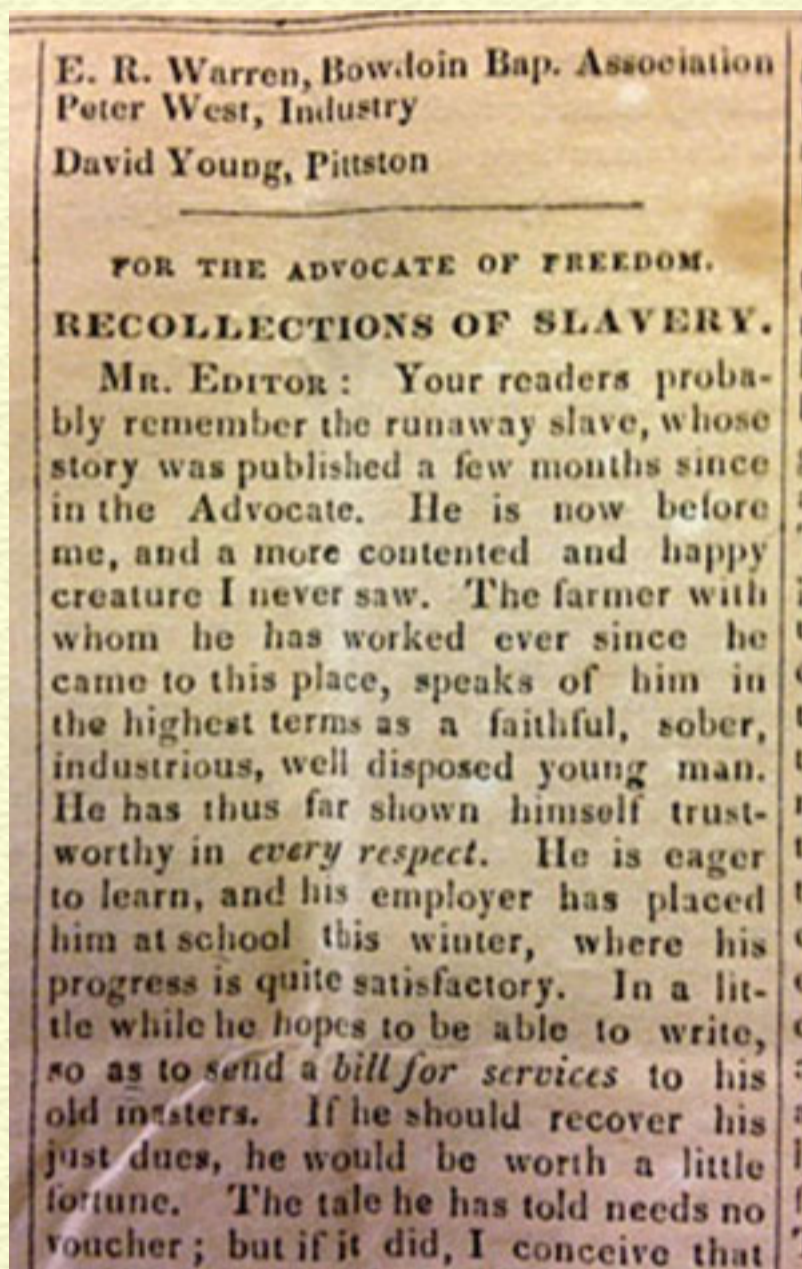 E. R. Warren, Bowdoin Bap. Association
Peter West, Industry
David Young, Pittston
FOR THE ADVOCATE OF FREEDOM.
RECOLLECTIONS OF SLAVERY.
MR. EDITOR: Your readers proba-
bly remember the runaway slave, whose
story was published a few months since
in the Advocate. He is now before
me, and a more contented and happy
creature I never saw. The farmer with
whom he has worked ever since he
came to this place, speaks of him in
the highest terms as a faithful, sober,
industrious, well disposed young man.
He has thus far shown himself trust-
worthy in every respect. He is eager
to learn, and his employer has placed
him at school this winter, where his
progress is quite satisfactory. In a lit-
tle while he hopes to be able to write,
so as to send a bill for services to his
old masters. If he should recover his
just dues, he would be worth a little
fortune. The tale he has told needs no
voucher; but if it did, I conceive that